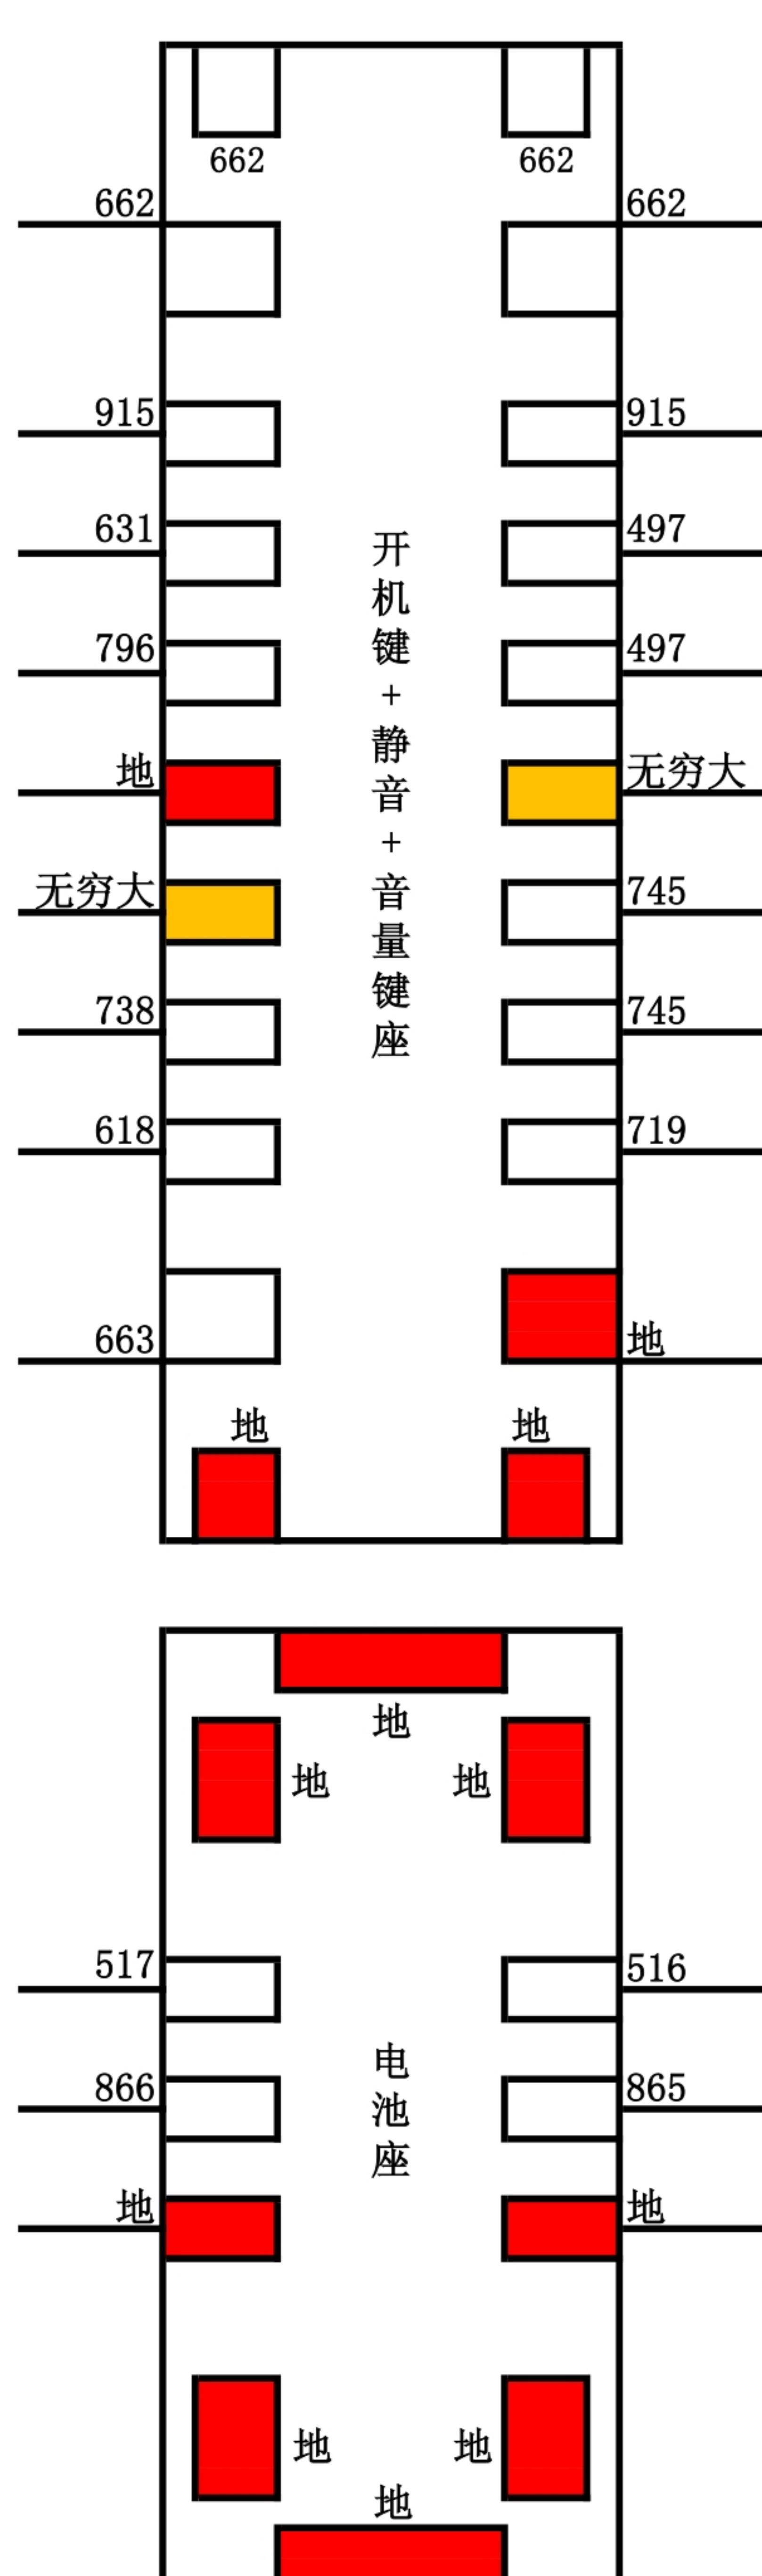 662 662
662 662
915 915
631 497
796 497
地 无穷大
无穷大 745
738 745
618 719
开机键+静音+音量键座
663 地
地 地
地
地 地
517 516
866 865
电池座
地 地
地 地
地